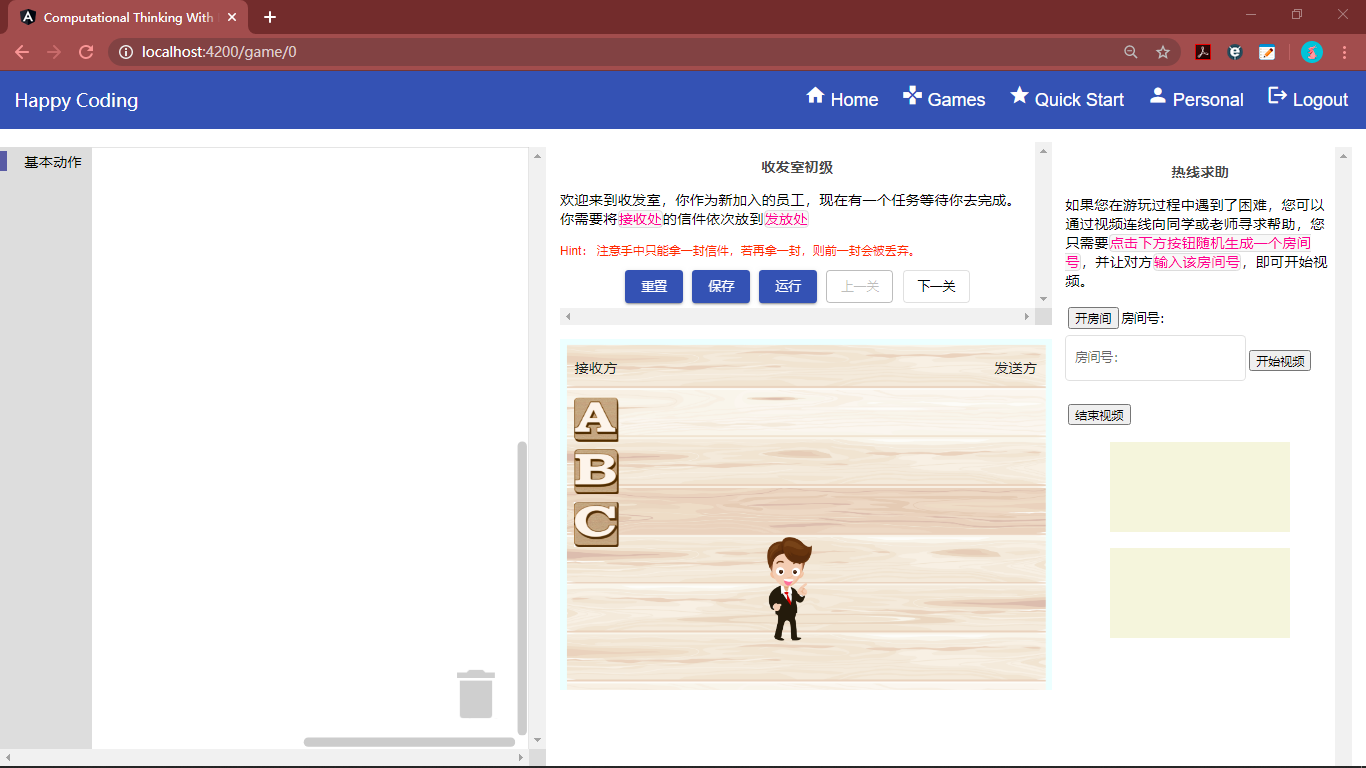 Computational Thinking With
localhost:4200/game/0
Happy Coding
Home
Games
Quick Start
Personal
Logout
基本动作
收发室初级
欢迎来到收发室，你作为新加入的员工，现在有一个任务等待你去完成。
你需要将接收处的信件依次放到发放处
Hint： 注意手中只能拿一封信件，若再拿一封，则前一封会被丢弃。
重置
保存
运行
上一关
下一关
接收方
发送方
A
B
C
热线求助
如果您在游玩过程中遇到了困难，您可以
通过视频连线向同学或老师寻求帮助，您
只需要点击下方按钮随机生成一个房间
号，并让对方输入该房间号，即可开始视
频。
开房间 房间号：
房间号：
开始视频
结束视频